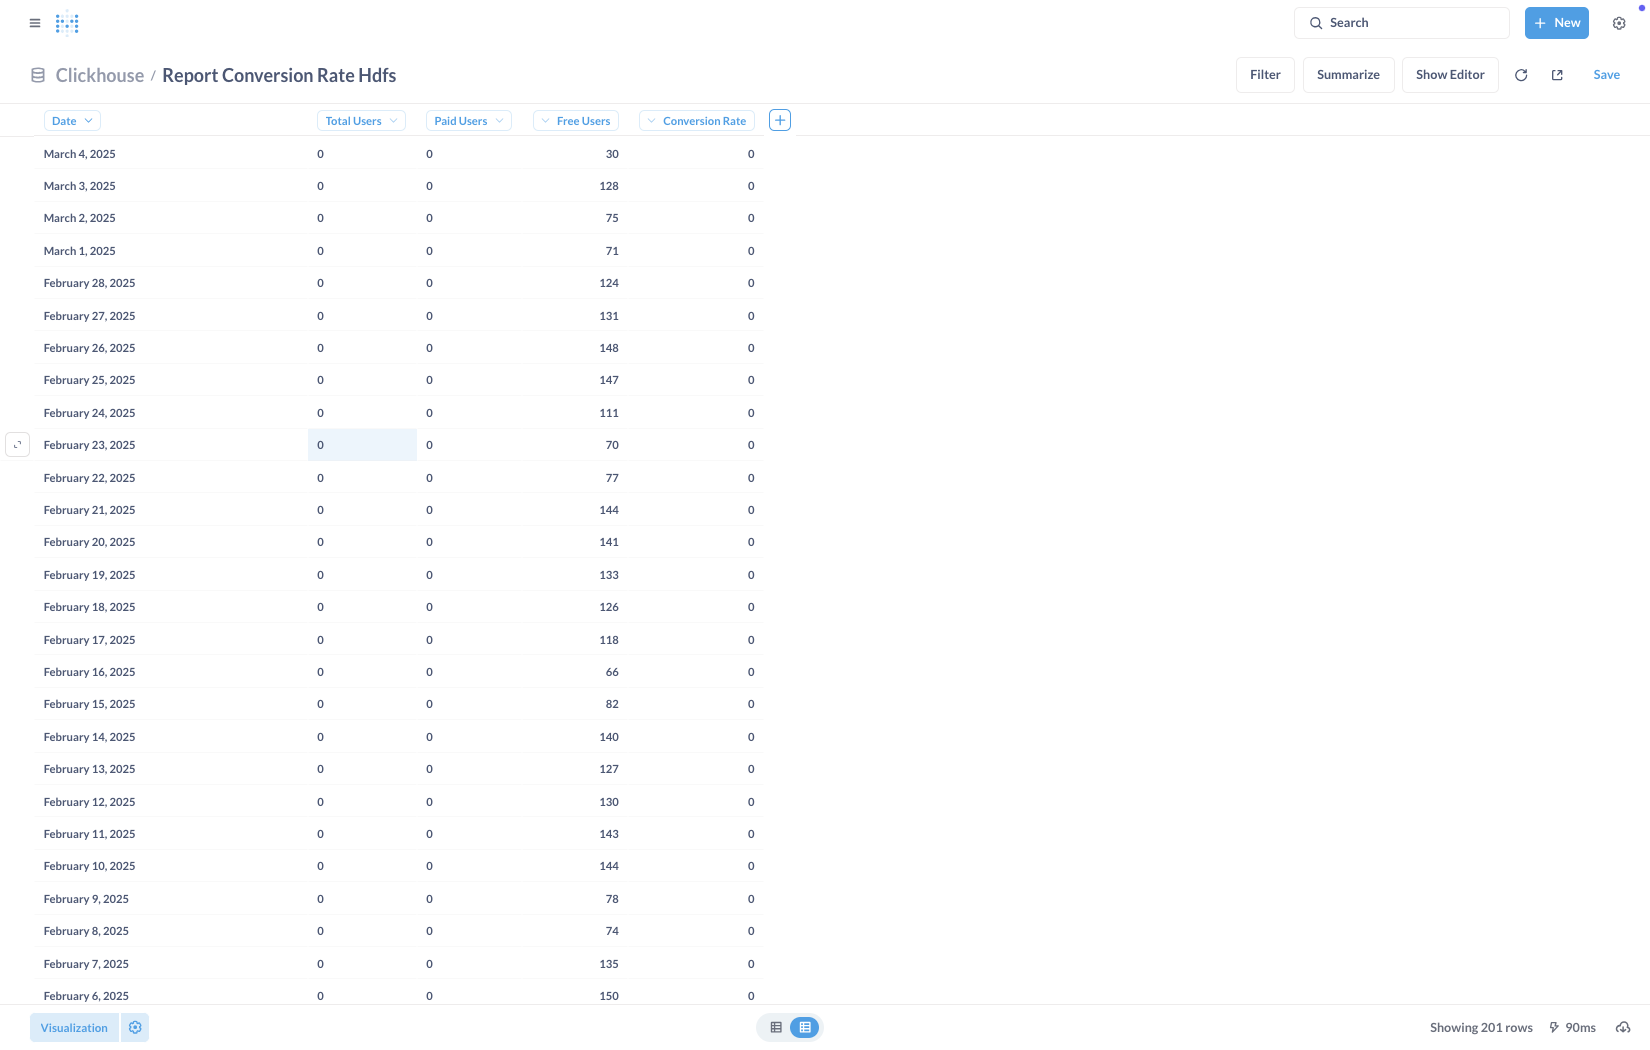 Search
New
Clickhouse / Report Conversion Rate Hdfs
Filter
Summarize
Show Editor
Save
Date Total Users Paid Users Free Users Conversion Rate
March 4, 2025 0 0 30 0
March 3, 2025 0 0 128 0
March 2, 2025 0 0 75 0
March 1, 2025 0 0 71 0
February 28, 2025 0 0 124 0
February 27, 2025 0 0 131 0
February 26, 2025 0 0 148 0
February 25, 2025 0 0 147 0
February 24, 2025 0 0 111 0
February 23, 2025 0 0 70 0
February 22, 2025 0 0 77 0
February 21, 2025 0 0 144 0
February 20, 2025 0 0 141 0
February 19, 2025 0 0 133 0
February 18, 2025 0 0 126 0
February 17, 2025 0 0 118 0
February 16, 2025 0 0 66 0
February 15, 2025 0 0 82 0
February 14, 2025 0 0 140 0
February 13, 2025 0 0 127 0
February 12, 2025 0 0 130 0
February 11, 2025 0 0 143 0
February 10, 2025 0 0 144 0
February 9, 2025 0 0 78 0
February 8, 2025 0 0 74 0
February 7, 2025 0 0 135 0
February 6, 2025 0 0 150 0
Visualization
Showing 201 rows
90ms